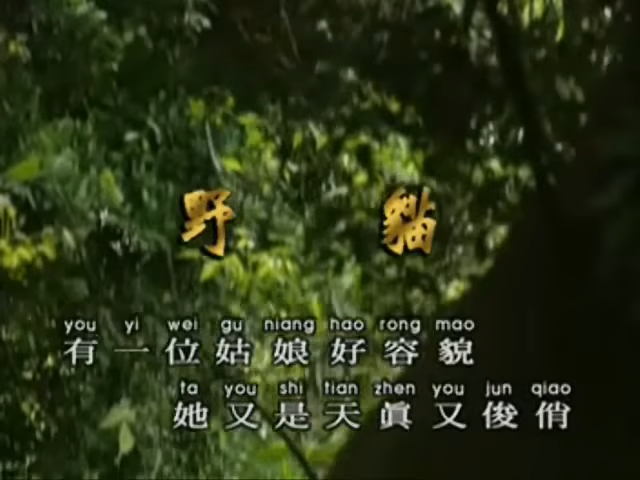 野 貓
you yi wei gu niang hao rong mao
有一位姑娘好容貌
ta you shi tian zhen you jun qiao
她又是天眞又俊俏